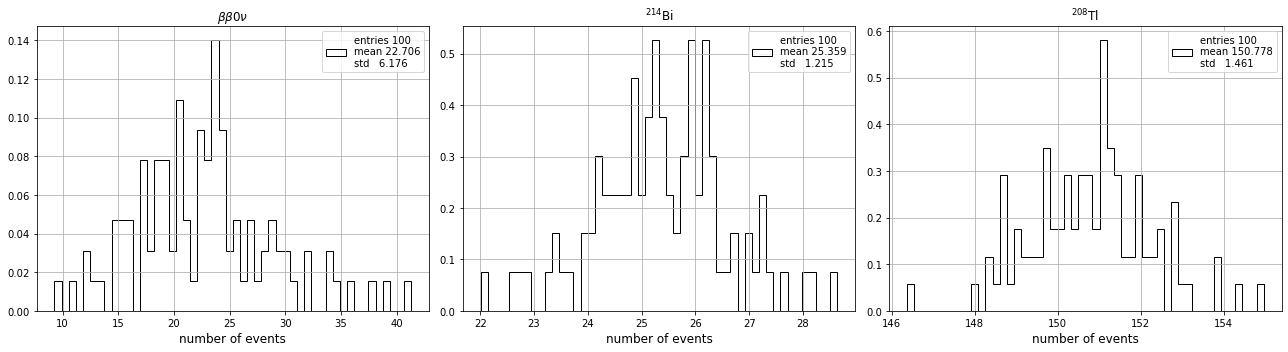 ββ0ν
entries 100
mean 22.706
std 6.176
0.14
0.12
0.10
0.08
0.06
0.04
0.02
0.00
10 15 20 25 30 35 40
number of events
²¹⁴Bi
entries 100
mean 25.359
std 1.215
0.5
0.4
0.3
0.2
0.1
0.0
22 23 24 25 26 27 28
number of events
²⁰⁸Tl
entries 100
mean 150.778
std 1.461
0.6
0.5
0.4
0.3
0.2
0.1
0.0
146 148 150 152 154
number of events